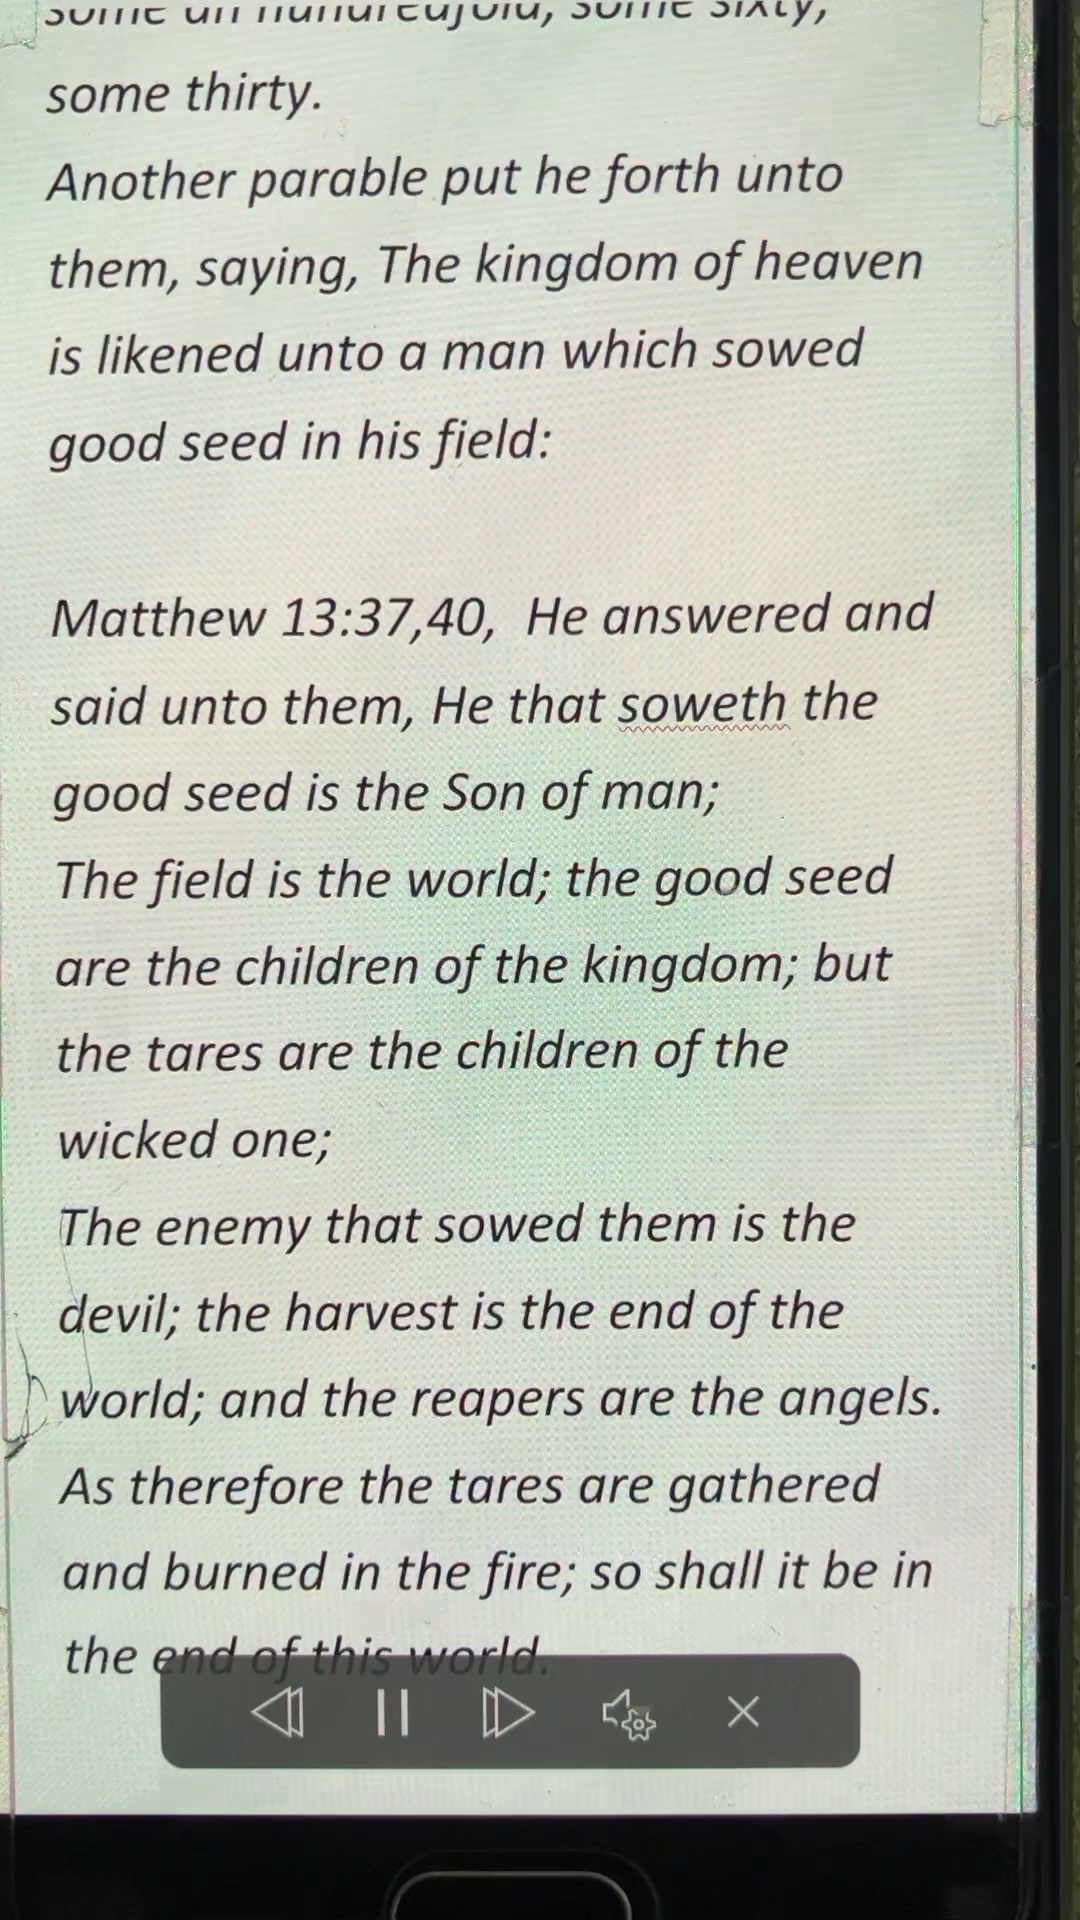 some an hundredfold, some sixty,
some thirty.
Another parable put he forth unto
them, saying, The kingdom of heaven
is likened unto a man which sowed
good seed in his field:
Matthew 13:37,40, He answered and
said unto them, He that soweth the
good seed is the Son of man;
The field is the world; the good seed
are the children of the kingdom; but
the tares are the children of the
wicked one;
The enemy that sowed them is the
devil; the harvest is the end of the
world; and the reapers are the angels.
As therefore the tares are gathered
and burned in the fire; so shall it be in
the end of this world.